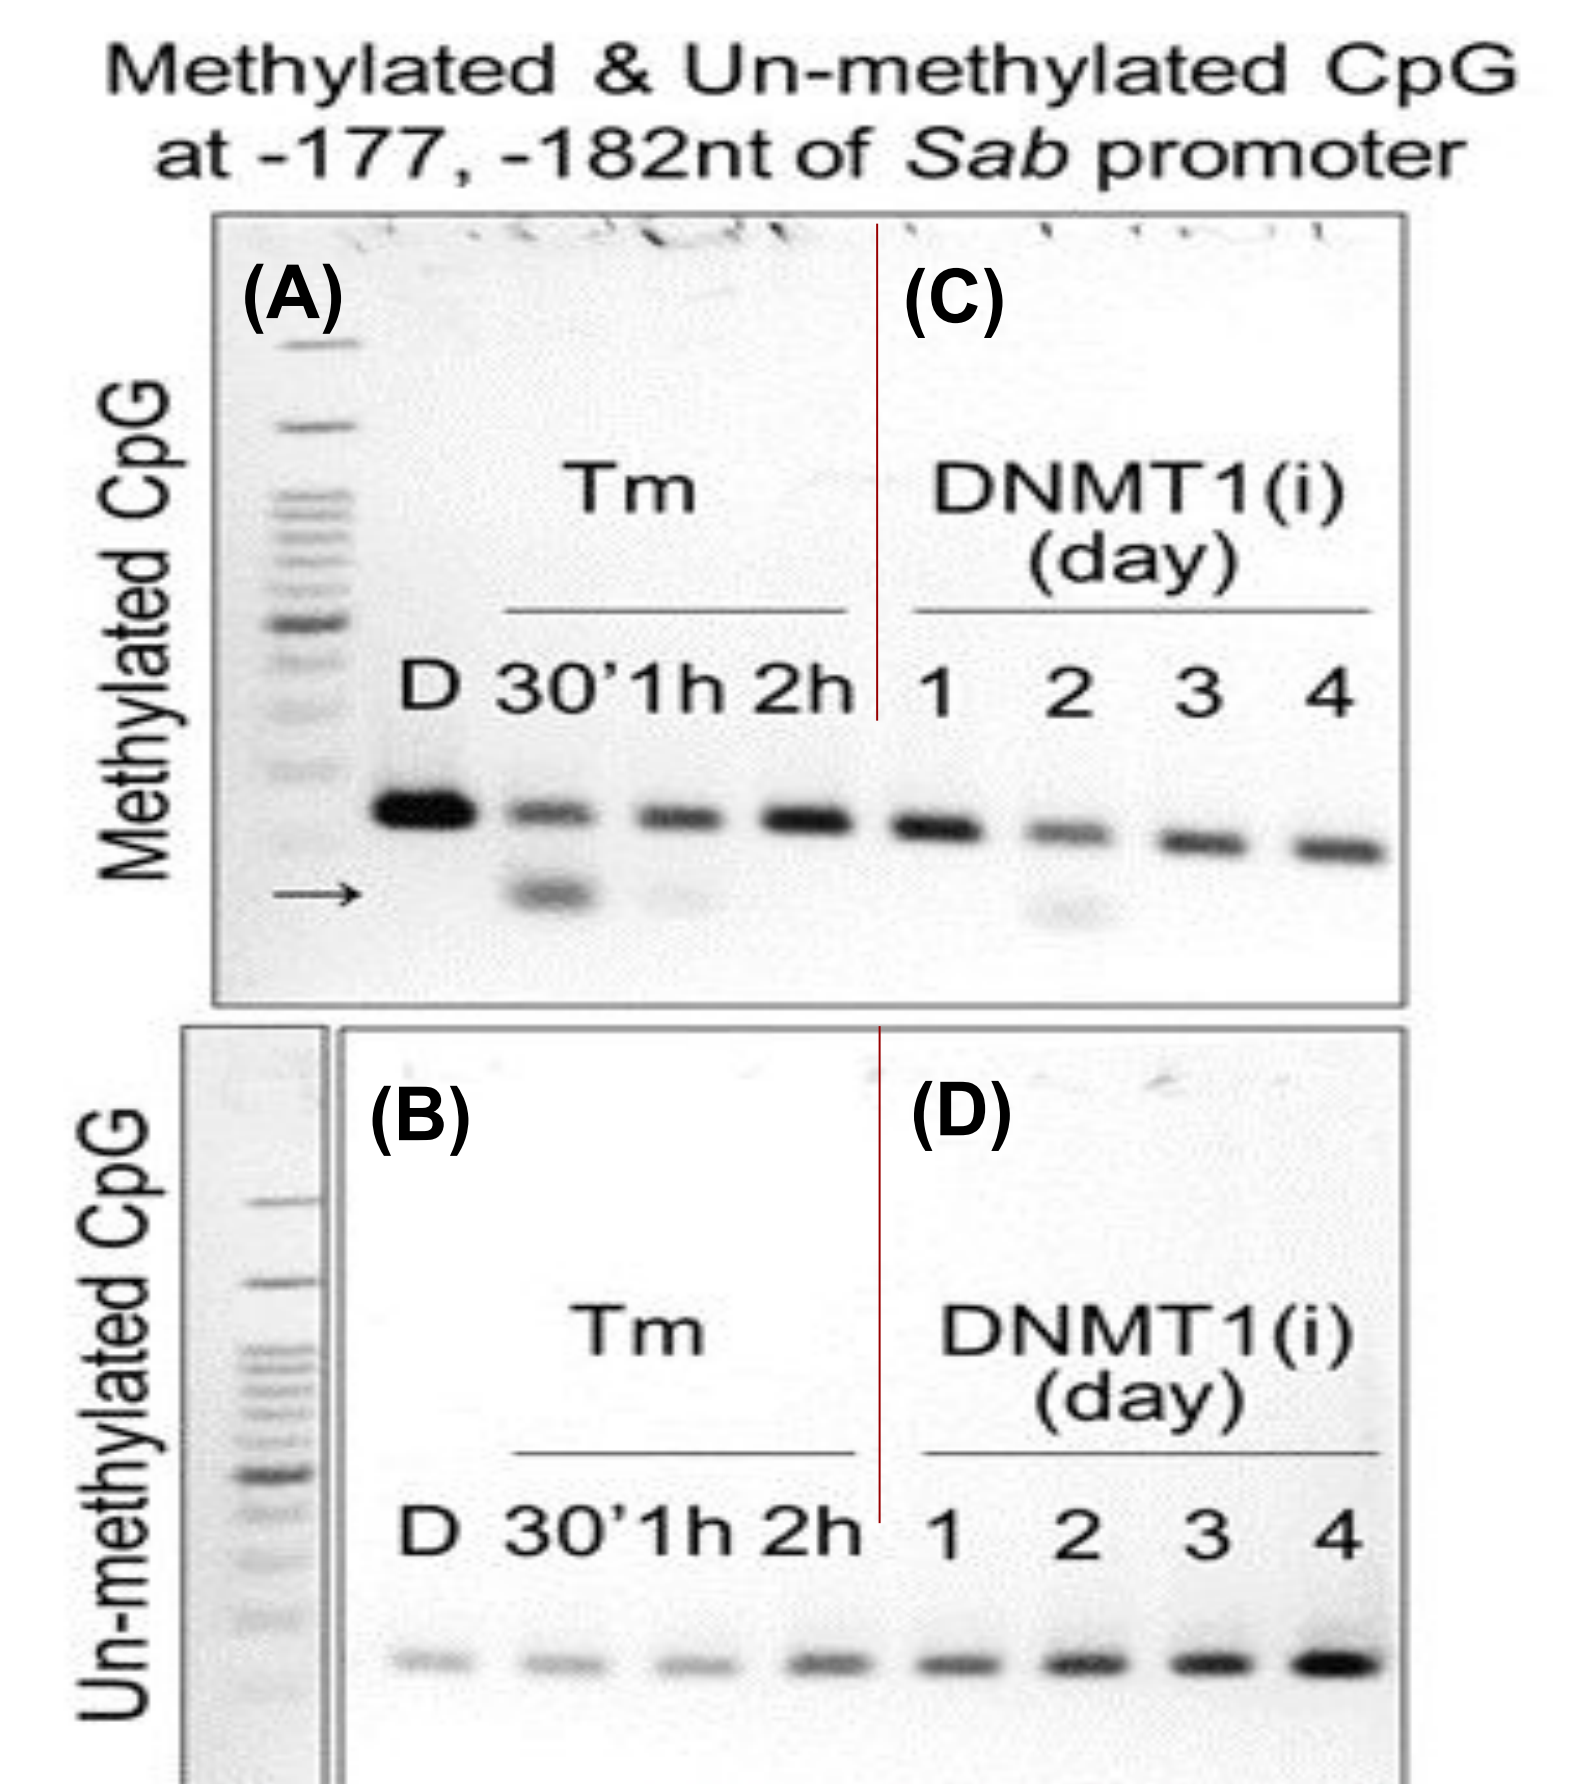 Methylated & Un-methylated CpG
at -177, -182nt of Sab promoter
Methylated CpG
(A)
Tm
D 30' 1h 2h
(C)
DNMT1(i)
(day)
1 2 3 4
Un-methylated CpG
(B)
Tm
D 30' 1h 2h
(D)
DNMT1(i)
(day)
1 2 3 4